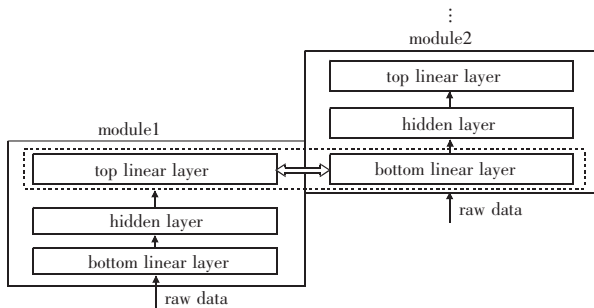 ⋮
module2
top linear layer
hidden layer
bottom linear layer
raw data
module1
top linear layer
hidden layer
bottom linear layer
raw data